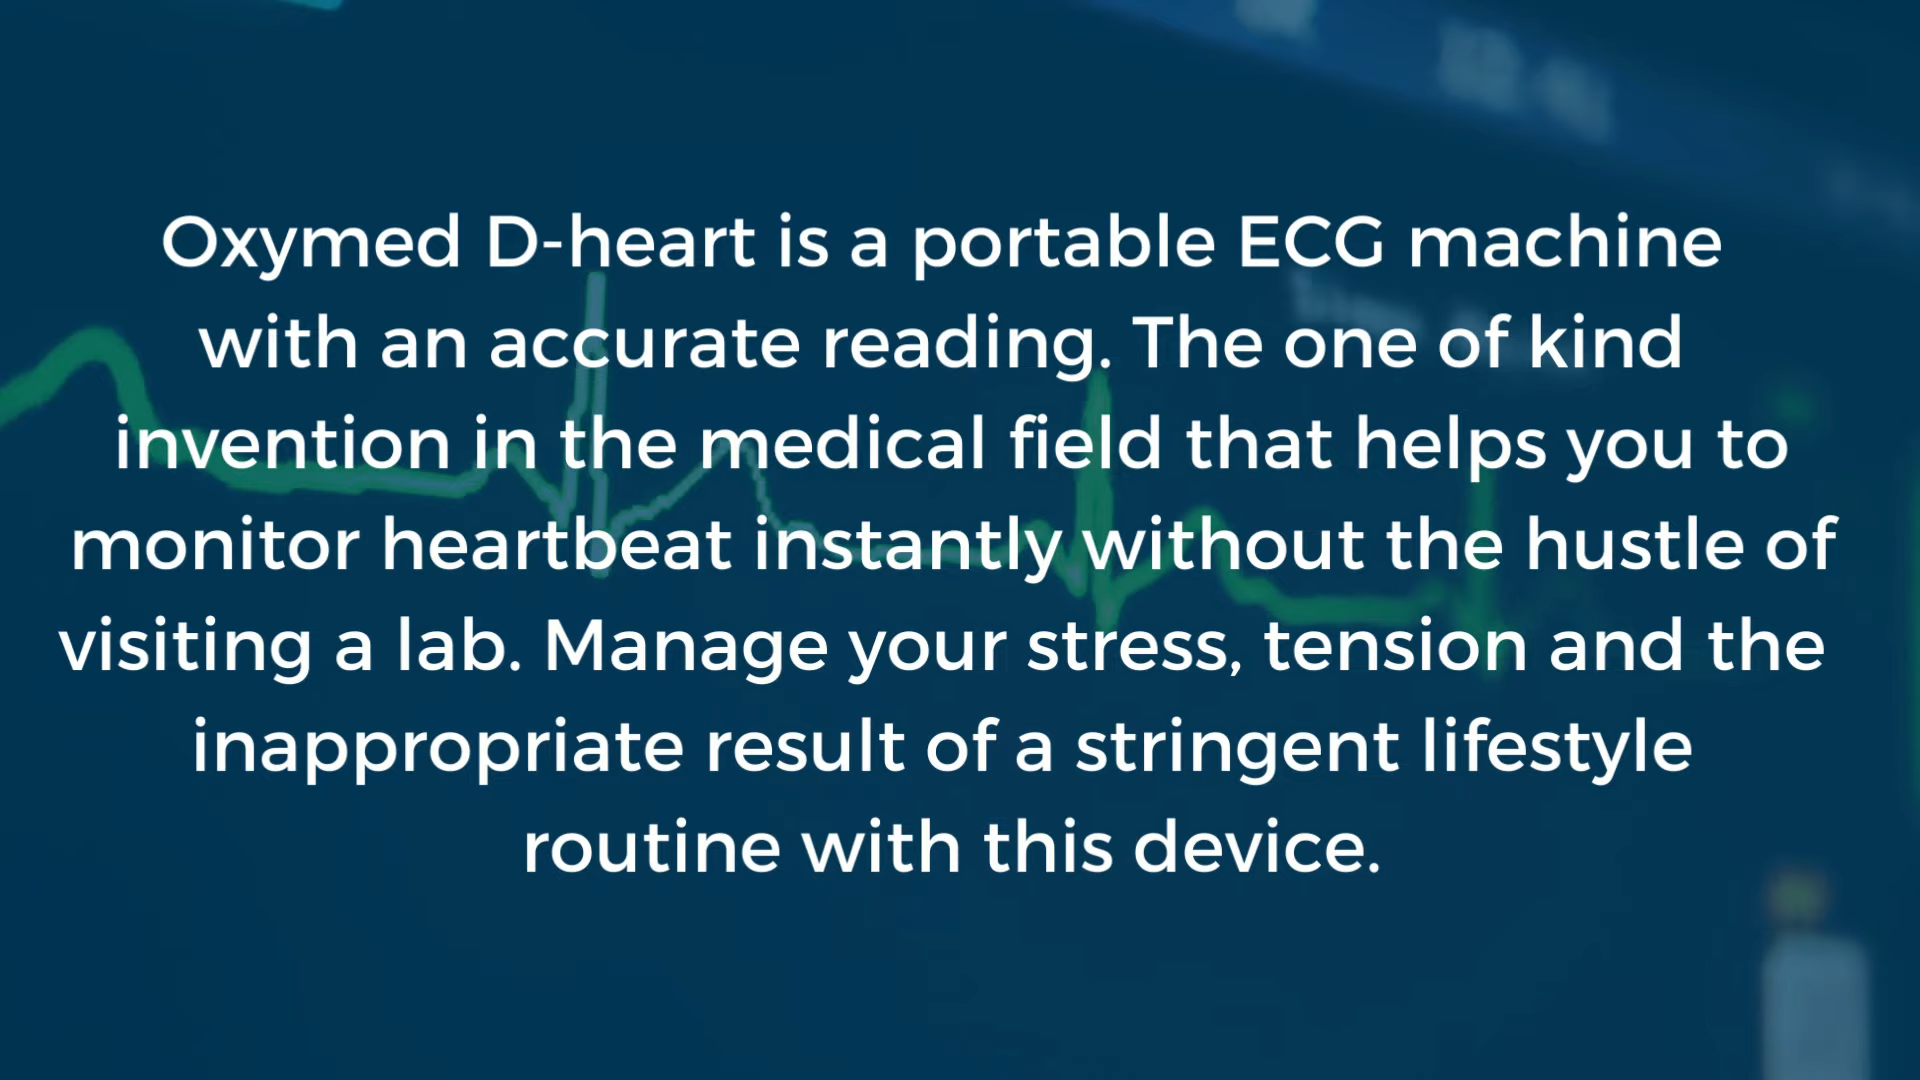 Oxymed D-heart is a portable ECG machine
with an accurate reading. The one of kind
invention in the medical field that helps you to
monitor heartbeat instantly without the hustle of
visiting a lab. Manage your stress, tension and the
inappropriate result of a stringent lifestyle
routine with this device.